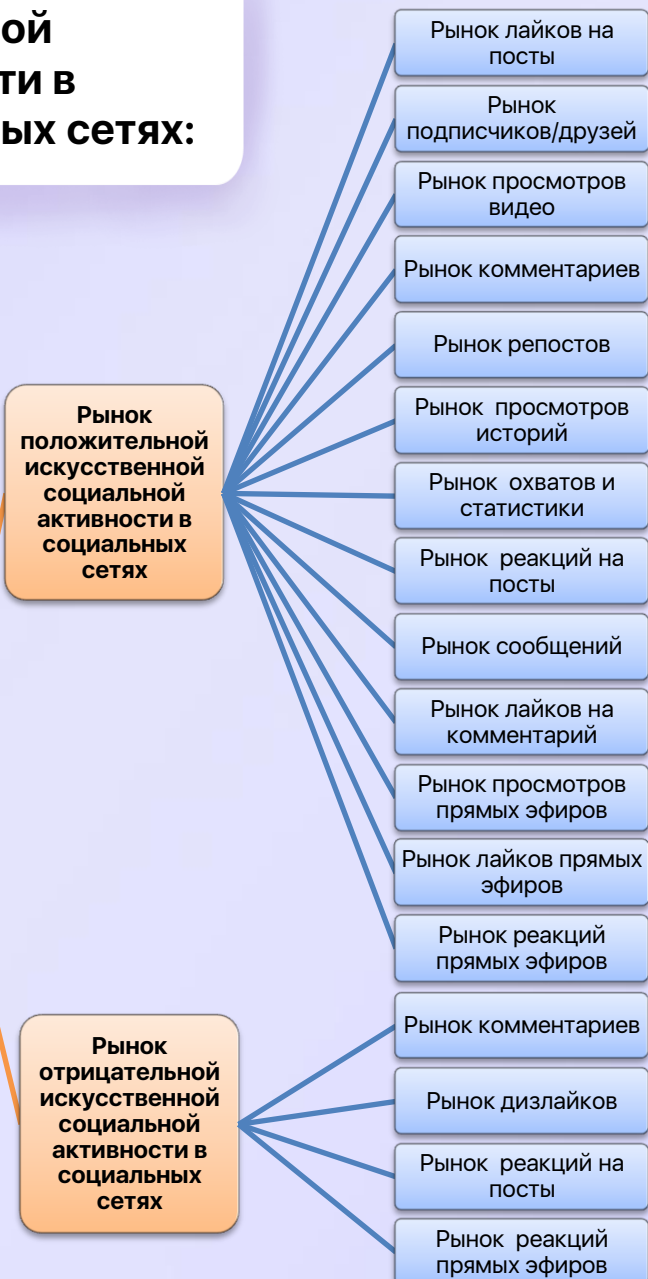 ой
ти в
ых сетях:
Рынок
положительной
искусственной
социальной
активности в
социальных
сетях
Рынок лайков на
посты
Рынок
подписчиков/друзей
Рынок просмотров
видео
Рынок комментариев
Рынок репостов
Рынок просмотров
историй
Рынок охватов и
статистики
Рынок реакций на
посты
Рынок сообщений
Рынок лайков на
комментарий
Рынок просмотров
прямых эфиров
Рынок лайков прямых
эфиров
Рынок реакций
прямых эфиров
Рынок
отрицательной
искусственной
социальной
активности в
социальных
сетях
Рынок комментариев
Рынок дизлайков
Рынок реакций на
посты
Рынок реакций
прямых эфиров